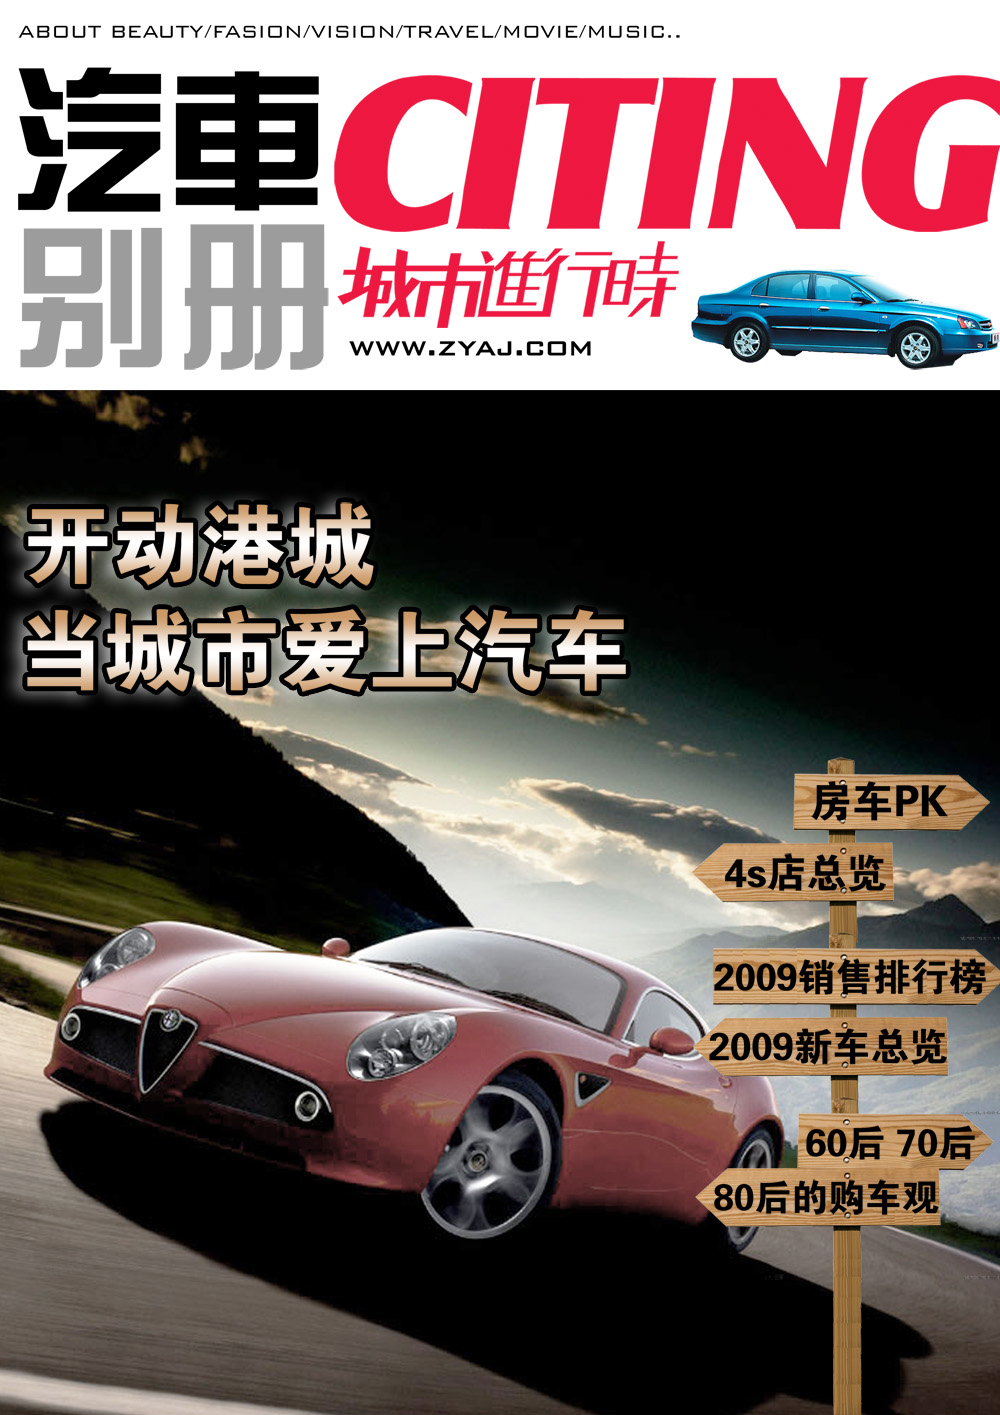 ABOUT BEAUTY/FASION/VISION/TRAVEL/MOVIE/MUSIC..
汽車
CITING
别册
城市進行時
WWW.ZYAJ.COM
开动港城
当城市爱上汽车
房车PK
4s店总览
2009销售排行榜
2009新车总览
60后 70后
80后的购车观